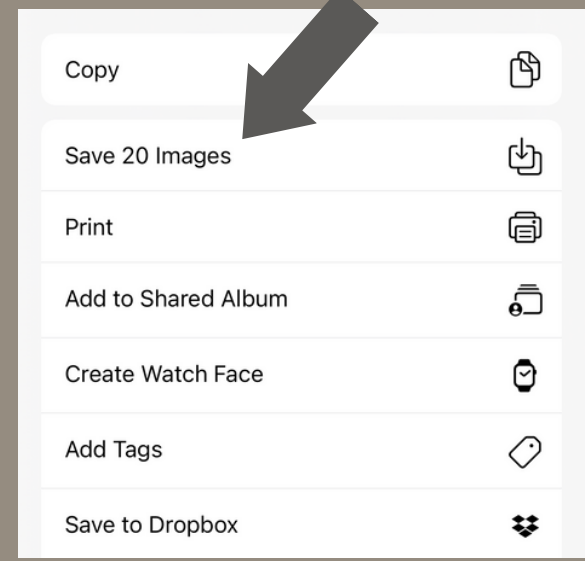 Copy
Save 20 Images
Print
Add to Shared Album
Create Watch Face
Add Tags
Save to Dropbox